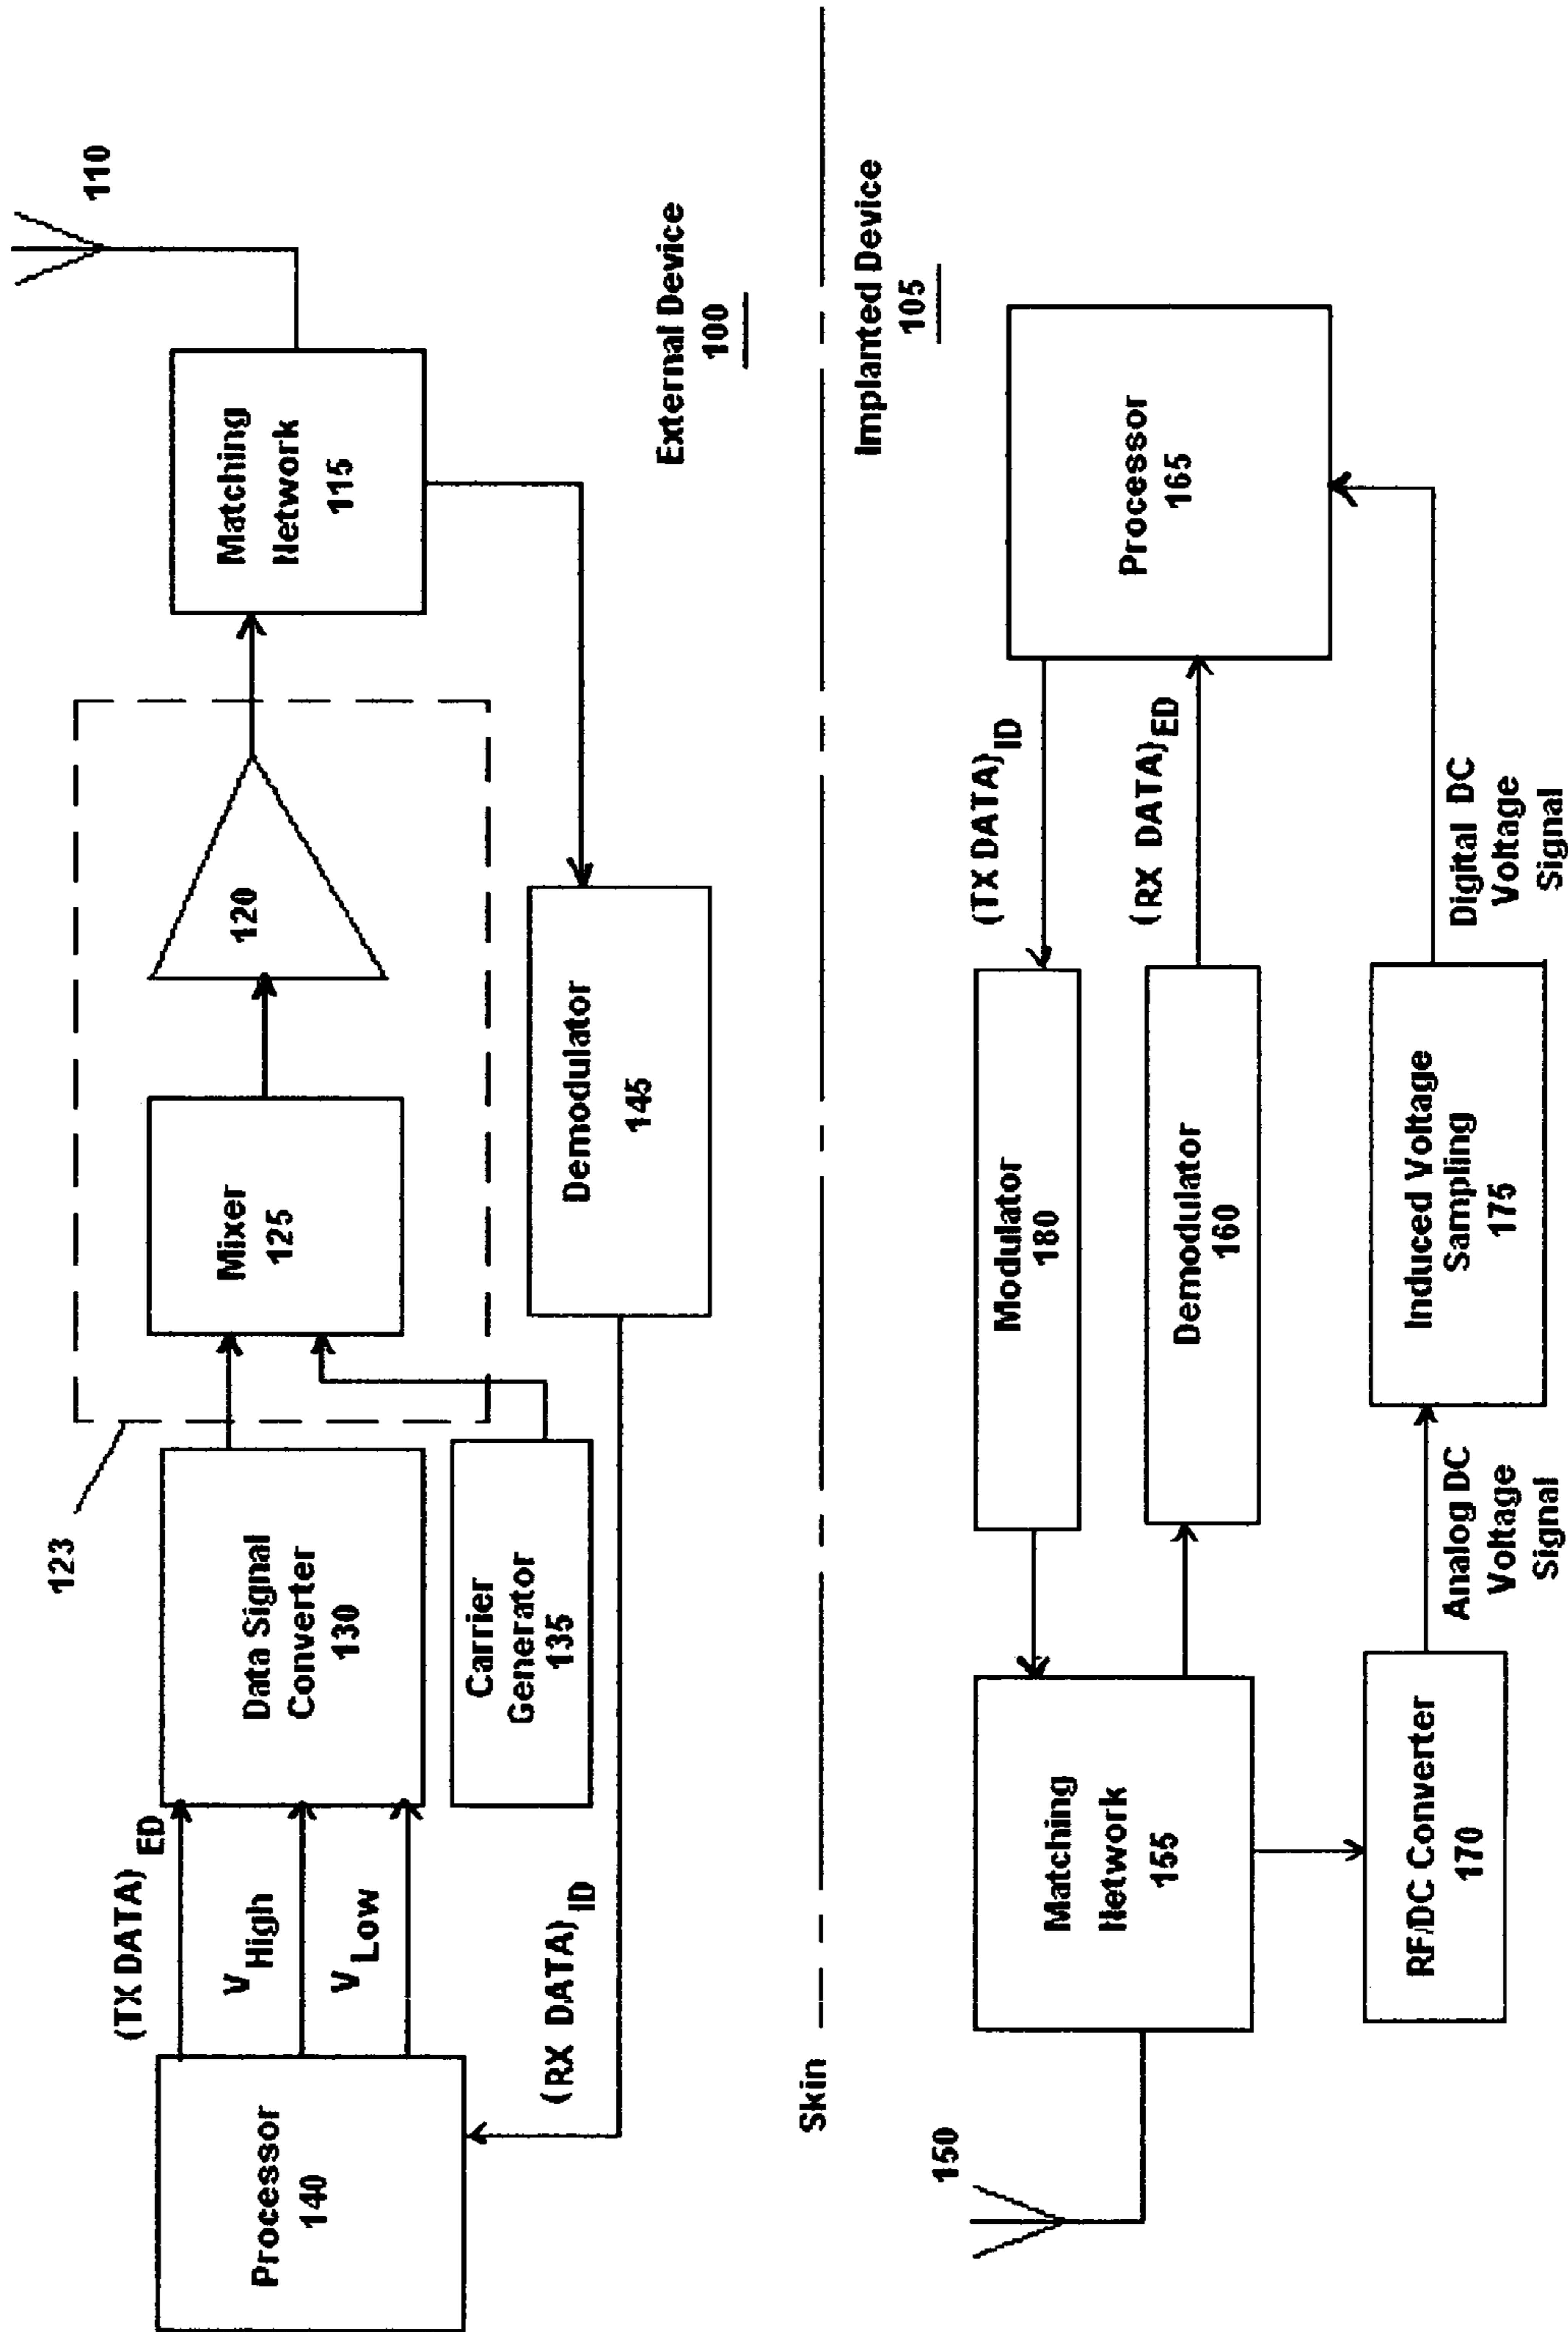 110
Matching
Network
115
120
Mixer
125
123
Data Signal
Converter
130
Carrier
Generator
135
(TX DATA)
ED
V
High
V
Low
Processor
140
Demodulator
145
(RX DATA)
ID
External Device
100
Skin
Implanted Device
105
150
Matching
Network
155
Modulator
180
Demodulator
160
(TX DATA)
ID
(RX DATA)
ED
Processor
165
RF/DC Converter
170
Analog DC
Voltage
Signal
Induced Voltage
Sampling
175
Digital DC
Voltage
Signal